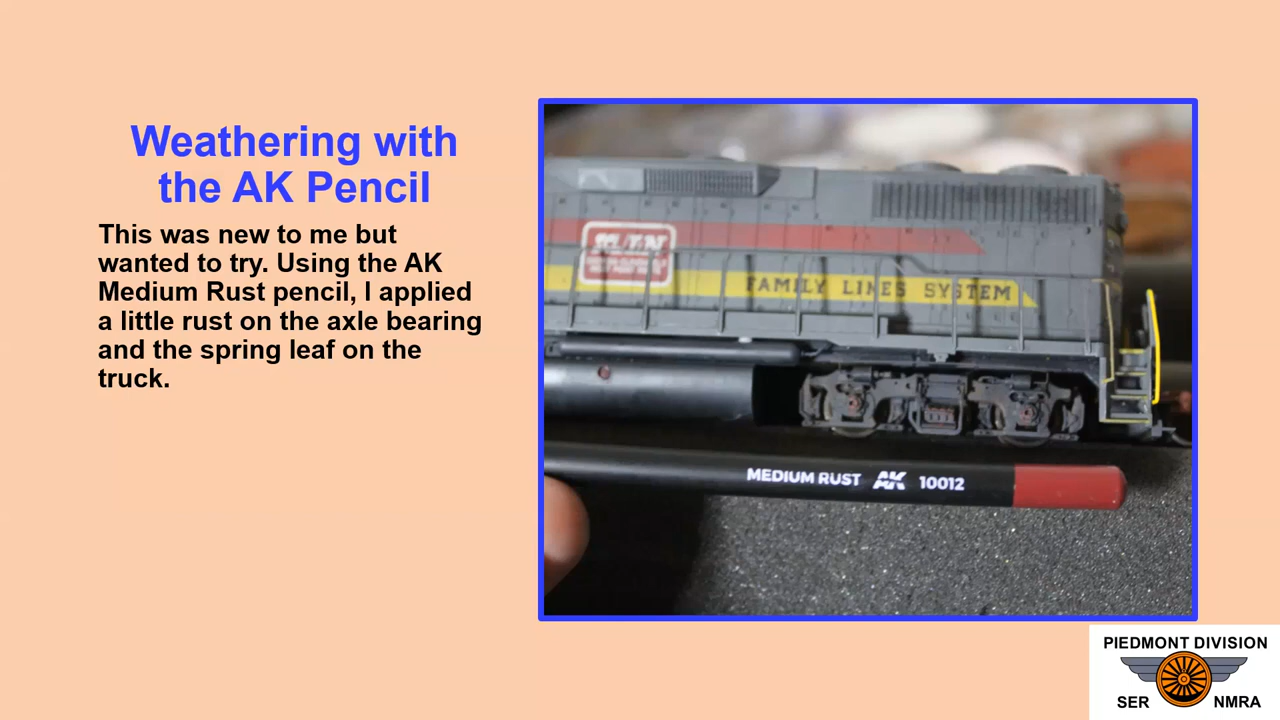 Weathering with
the AK Pencil
This was new to me but
wanted to try. Using the AK
Medium Rust pencil, I applied
a little rust on the axle bearing
and the spring leaf on the
truck.
FAMILY LINES SYSTEM
MEDIUM RUST AK 10012
PIEDMONT DIVISION
SER NMRA